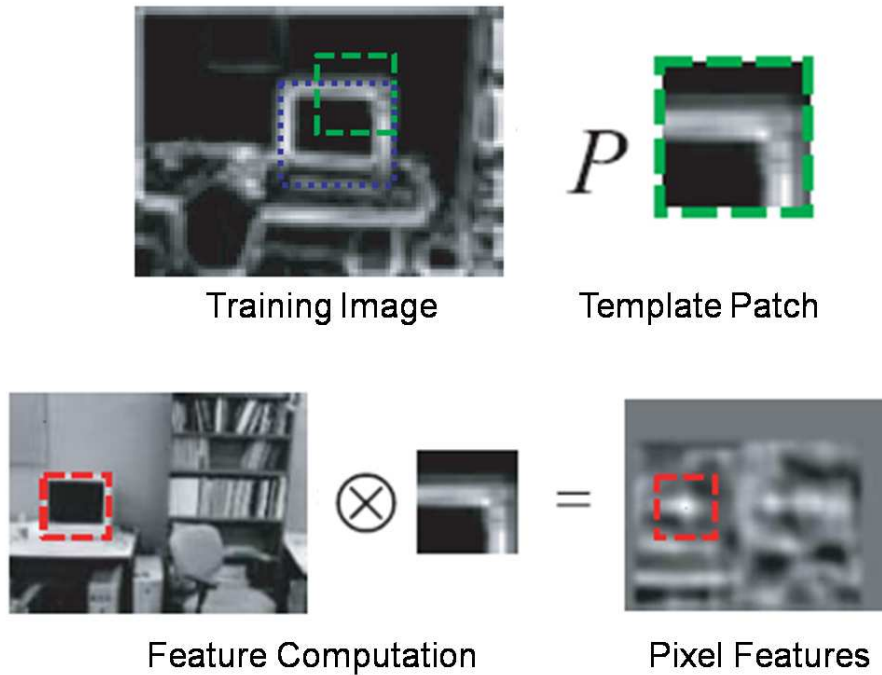 P
Training Image
Template Patch
⊗ =
Feature Computation
Pixel Features